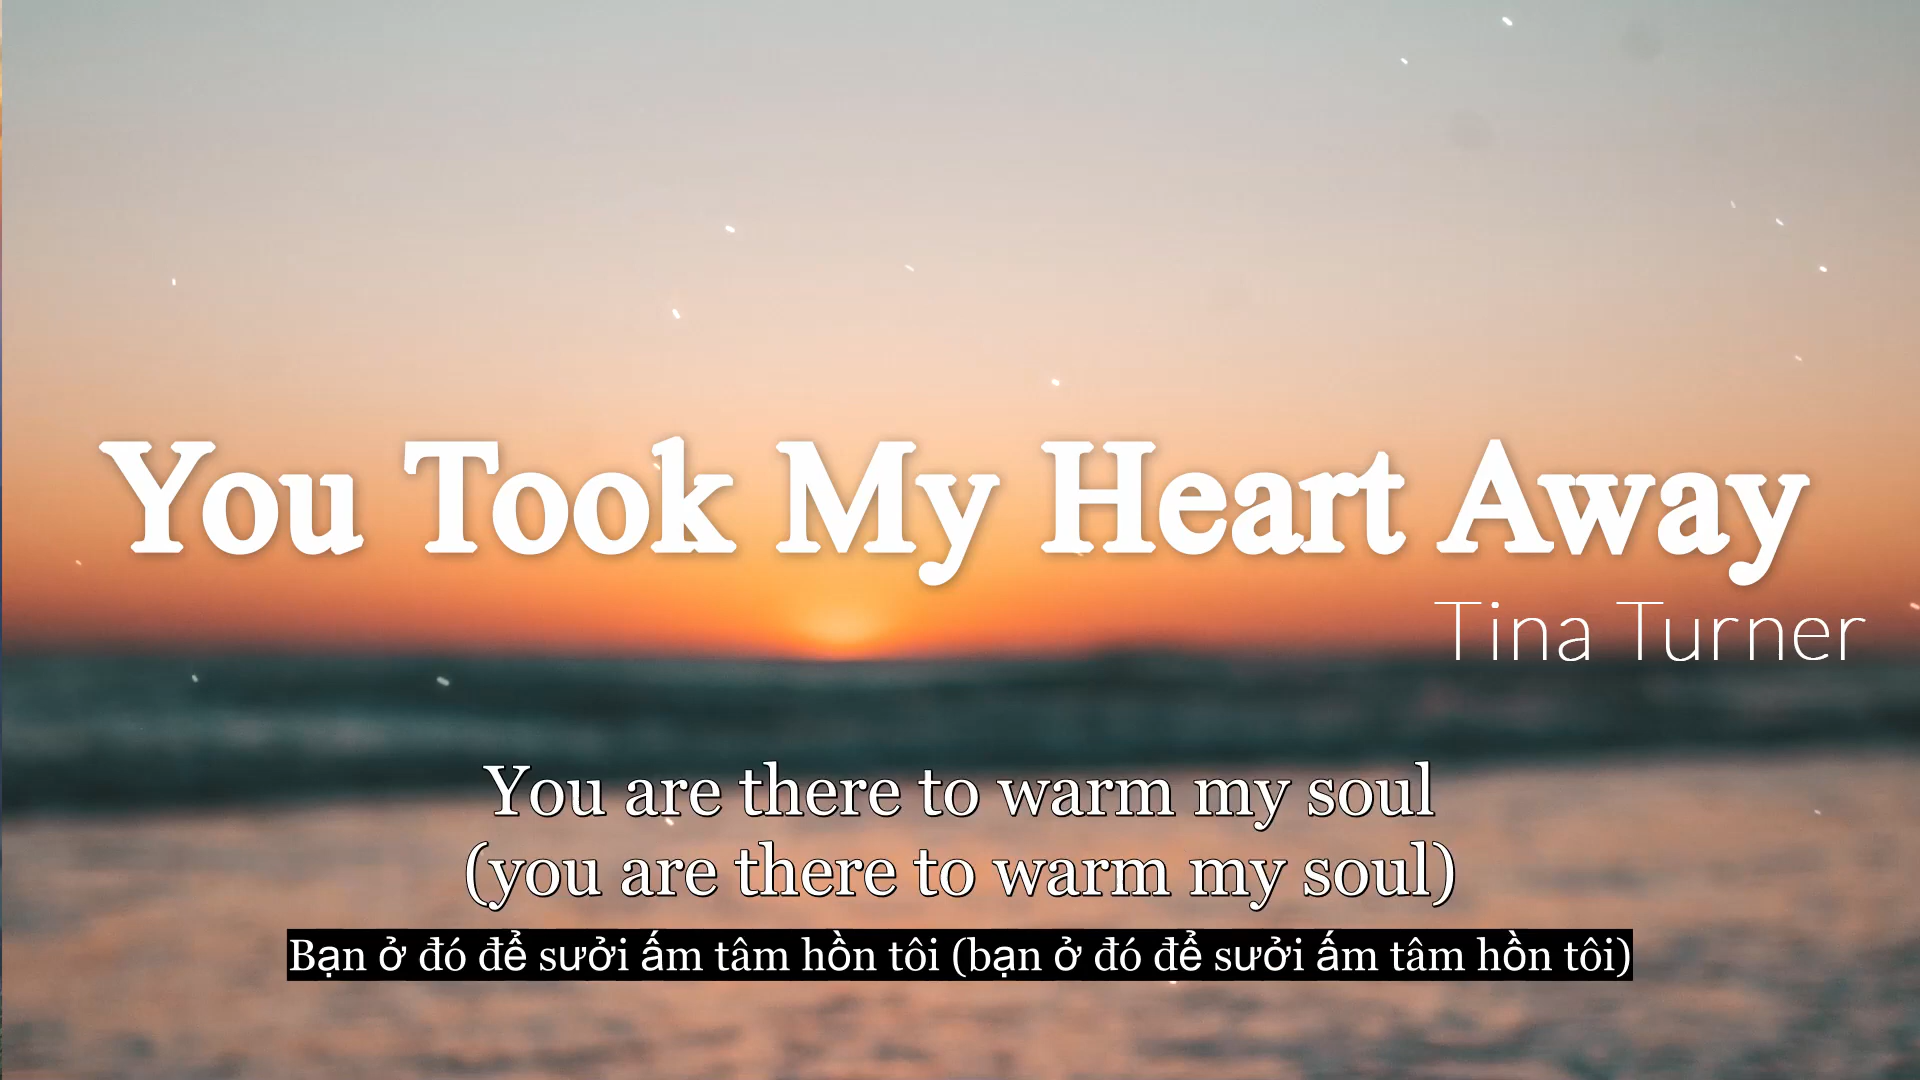 You Took My Heart Away
Tina Turner
You are there to warm my soul
(you are there to warm my soul)
Bạn ở đó để sưởi ấm tâm hồn tôi (bạn ở đó để sưởi ấm tâm hồn tôi)